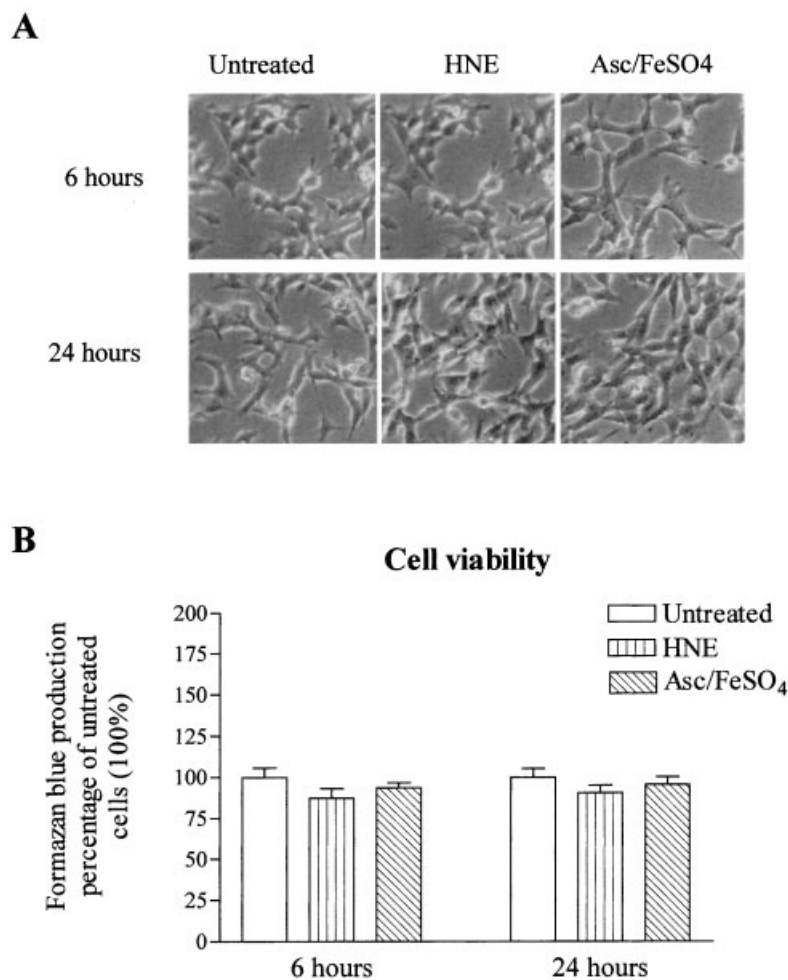 A
Untreated HNE Asc/FeSO4
6 hours
24 hours
B
Cell viability
Formazan blue production
percentage of untreated
cells (100%)
200
175
150
125
100
75
50
25
0
Untreated
HNE
Asc/FeSO₄
6 hours 24 hours